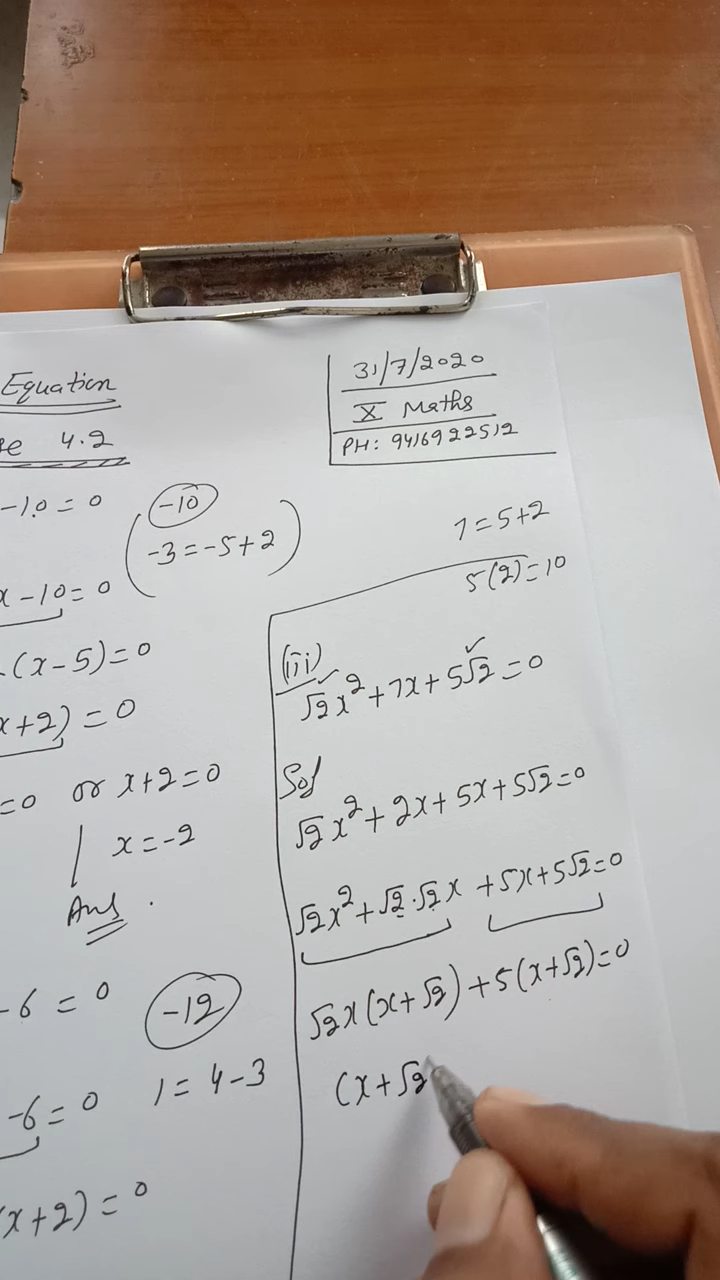 Equation
4.2
31/7/2020
X Maths
PH: 9416922512
-10=0
-10
-3=-5+2
x-10=0
-(x-5)=0
x+2)=0
=0 or x+2=0
x=-2
Ans.
-6=0
-12
-6=0
1=4-3
(x+2)=0
7=5+2
5(2)=10
(iii)
√2x²+7x+5√2=0
Sol
√2x²+2x+5x+5√2=0
√2x²+√2·√2x+5x+5√2=0
√2x(x+√2)+5(x+√2)=0
(x+√2